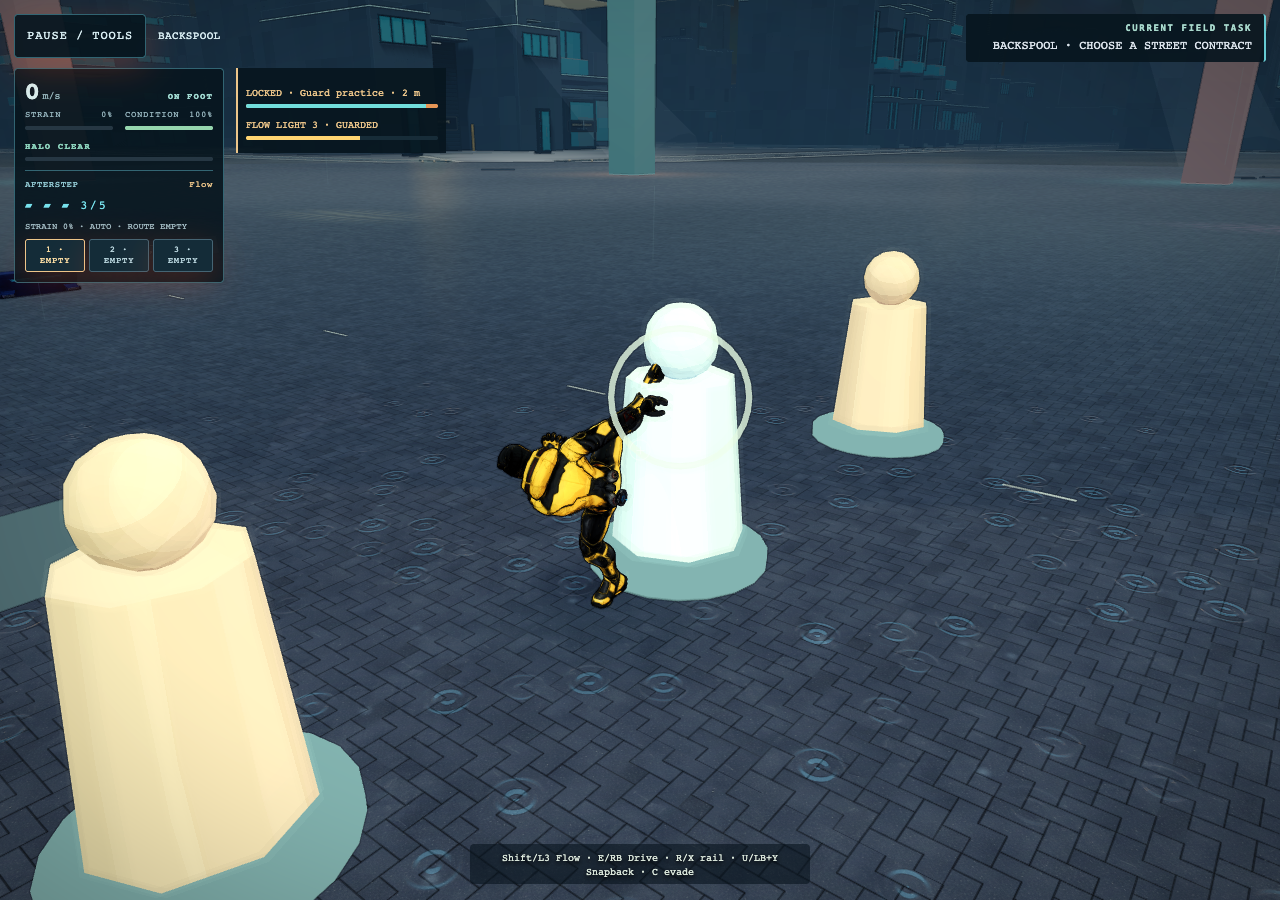 PAUSE / TOOLS
BACKSPOOL
CURRENT FIELD TASK
BACKSPOOL · CHOOSE A STREET CONTRACT
0 m/s
ON FOOT
STRAIN 0%
CONDITION 100%
HALO CLEAR
AFTERSTEP
Flow
3/5
STRAIN 0% · AUTO · ROUTE EMPTY
1 ·
EMPTY
2 ·
EMPTY
3 ·
EMPTY
LOCKED · Guard practice · 2 m
FLOW LIGHT 3 · GUARDED
Shift/L3 Flow · E/RB Drive · R/X rail · U/LB+Y
Snapback · C evade